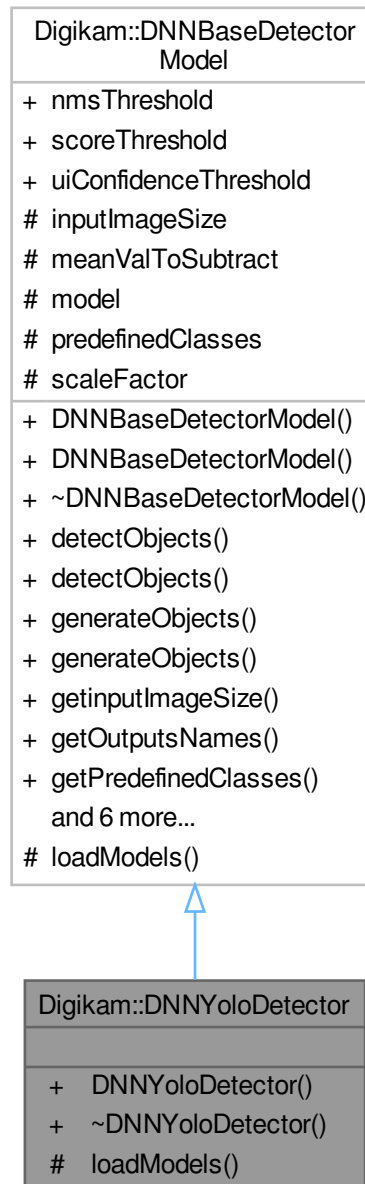 Digikam::DNNBaseDetector
Model
+ nmsThreshold
+ scoreThreshold
+ uiConfidenceThreshold
# inputImageSize
# meanValToSubtract
# model
# predefinedClasses
# scaleFactor
+ DNNBaseDetectorModel()
+ DNNBaseDetectorModel()
+ ~DNNBaseDetectorModel()
+ detectObjects()
+ detectObjects()
+ generateObjects()
+ generateObjects()
+ getinputImageSize()
+ getOutputsNames()
+ getPredefinedClasses()
and 6 more...
# loadModels()
Digikam::DNNYoloDetector
+ DNNYoloDetector()
+ ~DNNYoloDetector()
# loadModels()